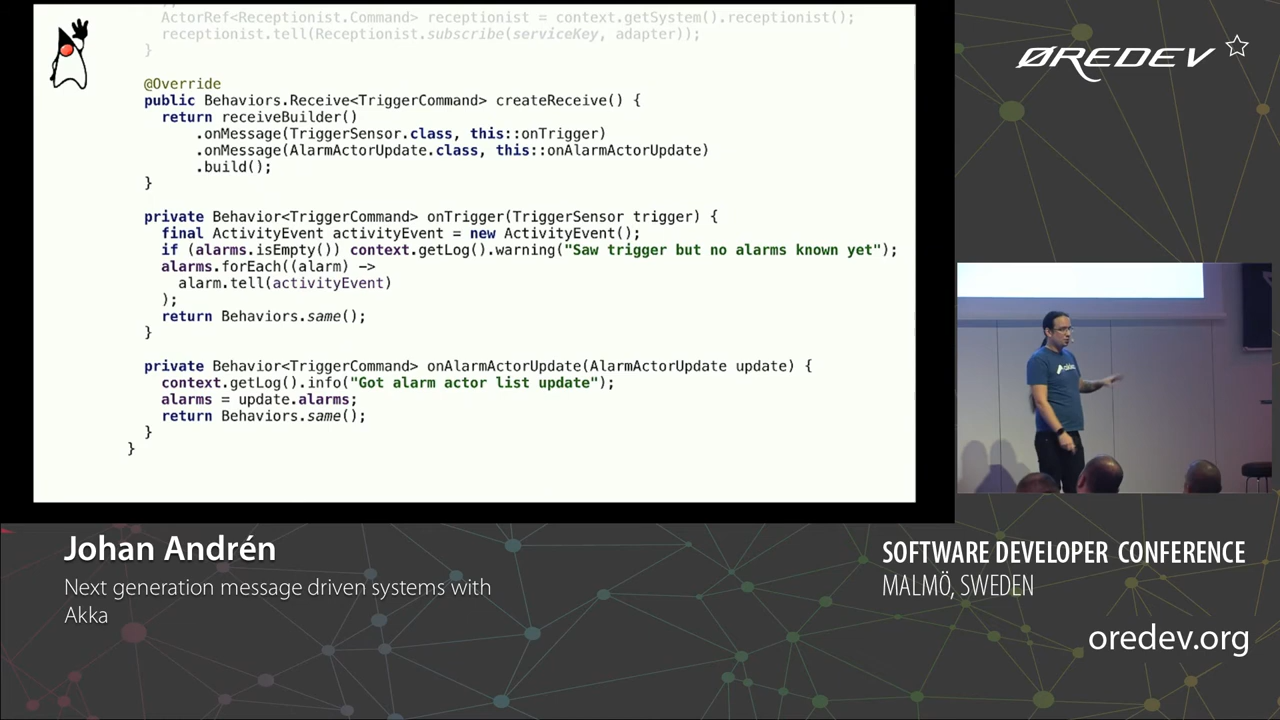 ActorRef<Receptionist.Command> receptionist = context.getSystem().receptionist();
receptionist.tell(Receptionist.subscribe(serviceKey, adapter));
}
@Override
public Behaviors.Receive<TriggerCommand> createReceive() {
return receiveBuilder()
.onMessage(TriggerSensor.class, this::onTrigger)
.onMessage(AlarmActorUpdate.class, this::onAlarmActorUpdate)
.build();
}
private Behavior<TriggerCommand> onTrigger(TriggerSensor trigger) {
final ActivityEvent activityEvent = new ActivityEvent();
if (alarms.isEmpty()) context.getLog().warning("Saw trigger but no alarms known yet");
alarms.forEach((alarm) ->
alarm.tell(activityEvent)
);
return Behaviors.same();
}
private Behavior<TriggerCommand> onAlarmActorUpdate(AlarmActorUpdate update) {
context.getLog().info("Got alarm actor list update");
alarms = update.alarms;
return Behaviors.same();
}
}
ØREDEV
Johan Andrén
Next generation message driven systems with
Akka
SOFTWARE DEVELOPER CONFERENCE
MALMÖ, SWEDEN
oredev.org